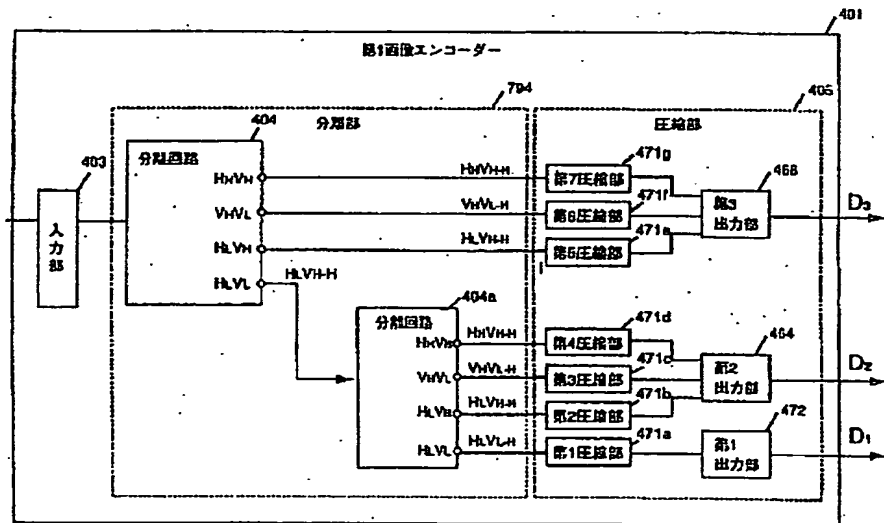 401
第1画像エンコーダー
794
405
404
分離部
圧縮部
403
分離回路
入力部
HHVH
VHVL
HLVH
HLVL
HHVH-H
VHVL-H
HLVH-H
HLVH-H
471g
第7圧縮部
471f
第6圧縮部
471e
第5圧縮部
468
第3出力部
D3
404a
分離回路
HHVH
VHVL
HLVH
HLVL
HHVH-H
VHVL-H
HLVH-H
HLVL-H
471d
第4圧縮部
471c
第3圧縮部
471b
第2圧縮部
471a
第1圧縮部
464
第2出力部
D2
472
第1出力部
D1